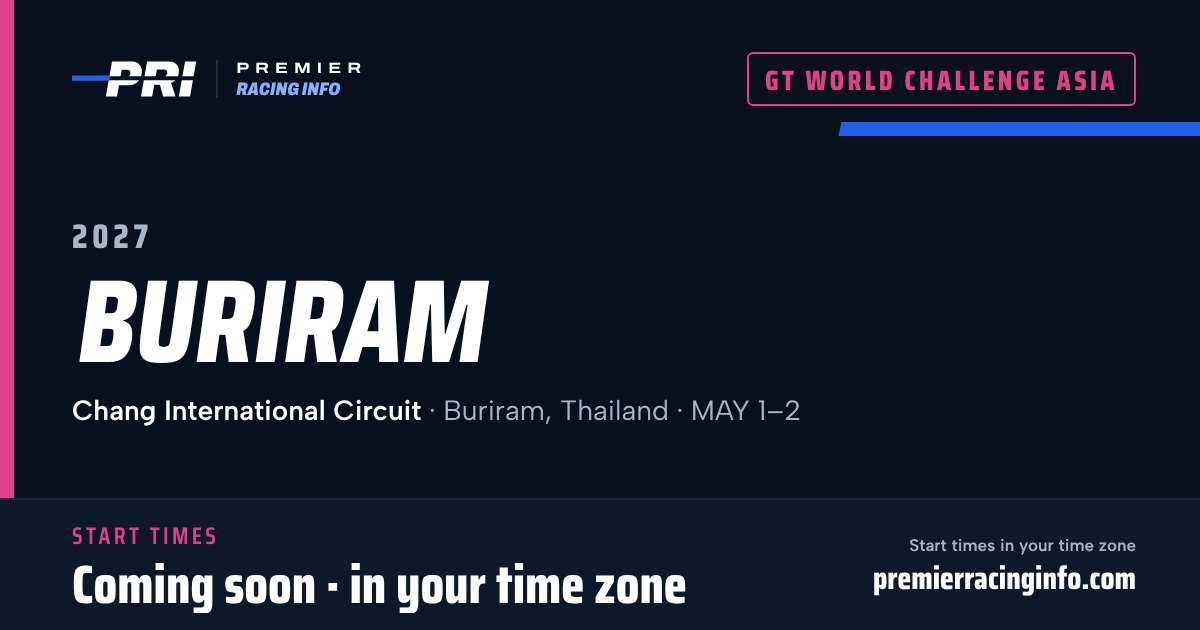 PRI
PREMIER
RACING INFO
GT WORLD CHALLENGE ASIA
2027
BURIRAM
Chang International Circuit · Buriram, Thailand · MAY 1–2
START TIMES
Coming soon · in your time zone
Start times in your time zone
premierracinginfo.com